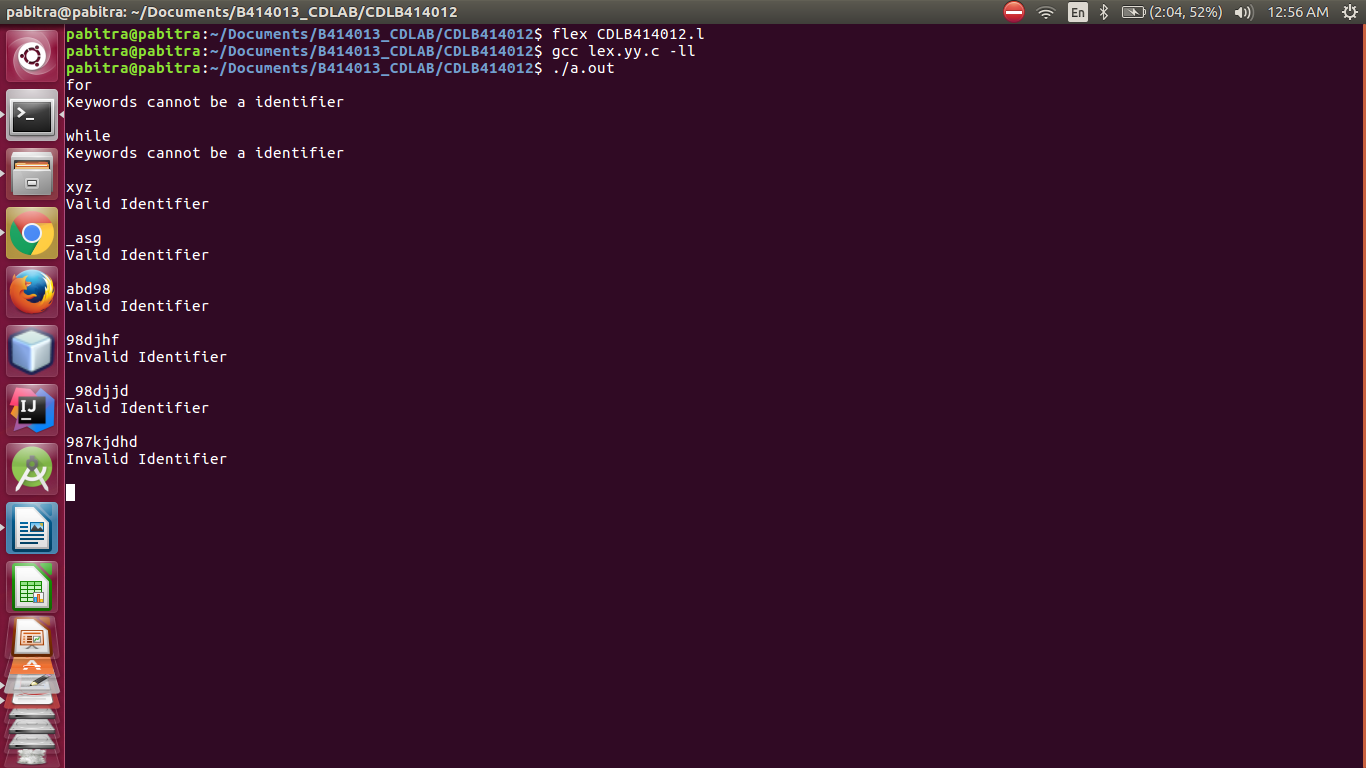 pabitra@pabitra: ~/Documents/B414013_CDLAB/CDLB414012
En
(2:04, 52%)
12:56 AM
pabitra@pabitra:~/Documents/B414013_CDLAB/CDLB414012$ flex CDLB414012.l
pabitra@pabitra:~/Documents/B414013_CDLAB/CDLB414012$ gcc lex.yy.c -ll
pabitra@pabitra:~/Documents/B414013_CDLAB/CDLB414012$ ./a.out
for
Keywords cannot be a identifier
while
Keywords cannot be a identifier
xyz
Valid Identifier
_asg
Valid Identifier
abd98
Valid Identifier
98djhf
Invalid Identifier
_98djjd
Valid Identifier
987kjdhd
Invalid Identifier
IJ